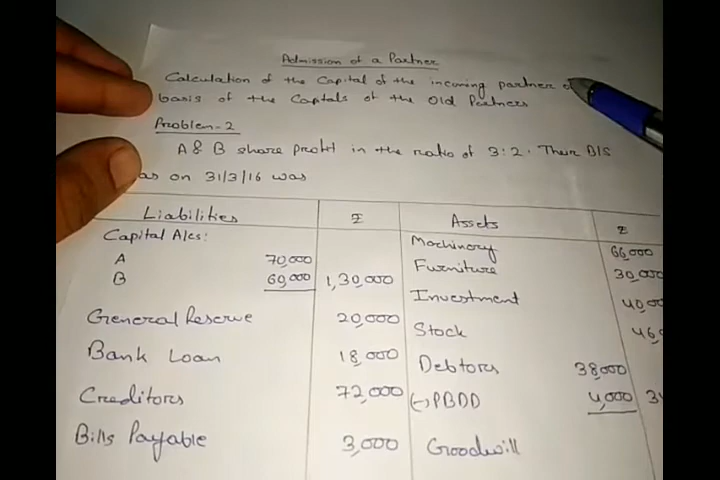 Admission of a Partner
Calculation of the Capital of the incoming partner
basis of the Capitals of the Old Partners
Problem-2
A & B share profit in the ratio of 3:2. Their B/S
as on 31/3/16 was
Liabilities ₹ Assets ₹
Capital A/cs: Machinery 66,000
A 70,000 Furniture 30,000
B 60,000 1,30,000 Investment
General Reserve 20,000 Stock
Bank Loan 18,000 Debtors 38,000
Creditors 72,000 (-) PBDD 4,000
Bills Payable 3,000 Goodwill